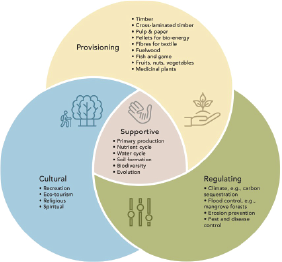 Provisioning
• Timber
• Cross-laminated timber
• Pulp & paper
• Pellets for bio-energy
• Fibres for textile
• Fuelwood
• Fish and game
• Fruits, nuts, vegetables
• Medicinal plants
Supportive
• Primary production
• Nutrient cycle
• Water cycle
• Soil formation
• Biodiversity
• Evolution
Cultural
• Recreation
• Eco-tourism
• Religious
• Spiritual
Regulating
• Climate, e.g., carbon
sequestration
• Flood control, e.g.,
mangrove forests
• Erosion prevention
• Pest and disease
control